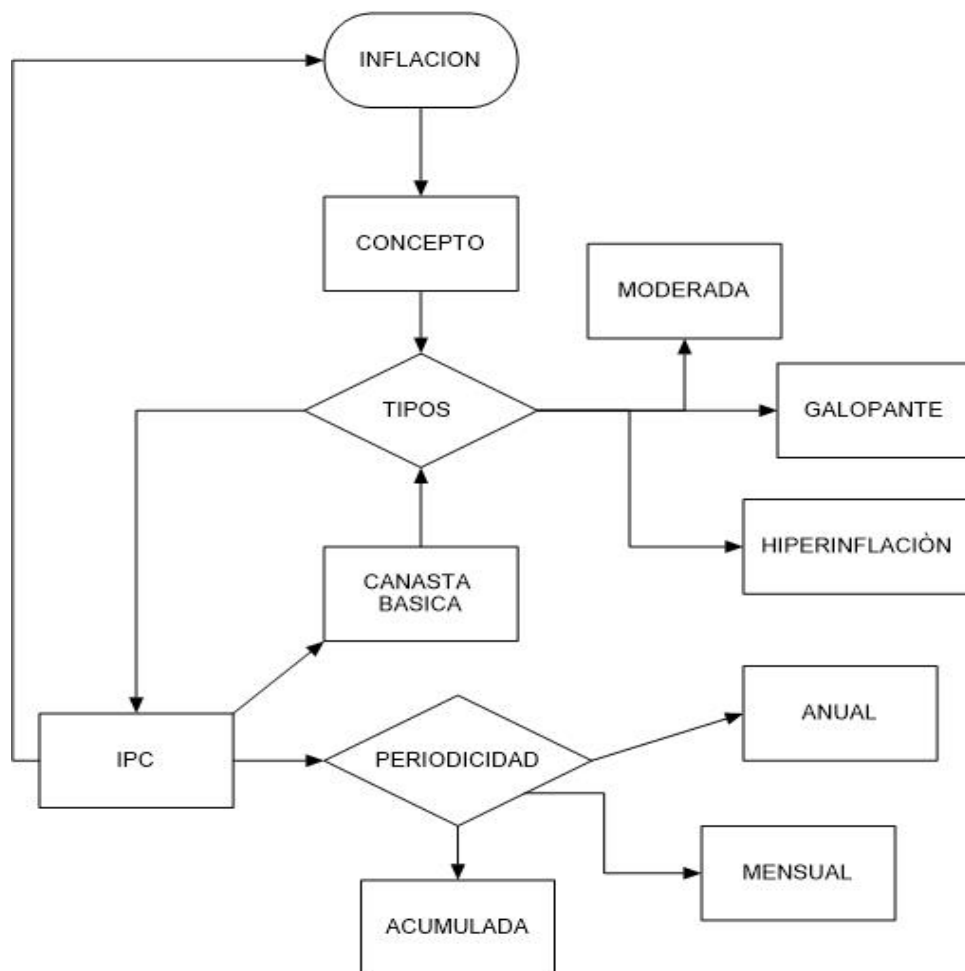 INFLACION
CONCEPTO
MODERADA
TIPOS
GALOPANTE
HIPERINFLACIÒN
CANASTA
BASICA
ANUAL
IPC
PERIODICIDAD
MENSUAL
ACUMULADA